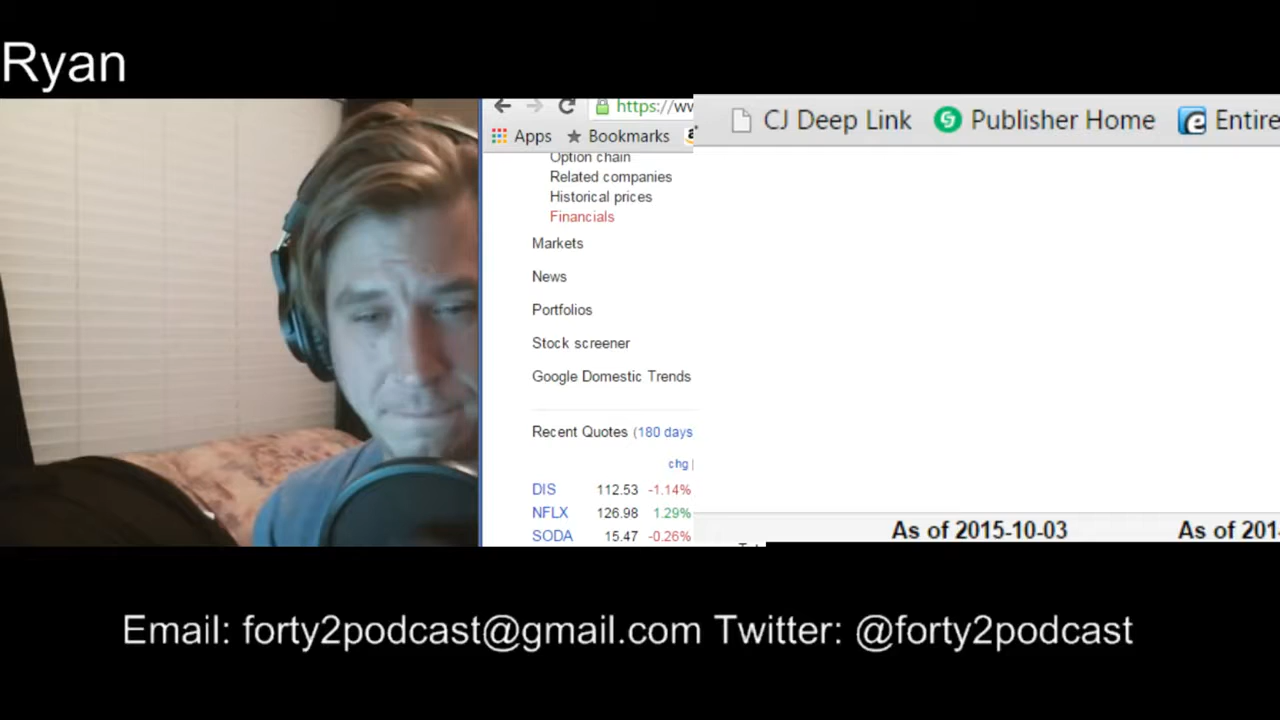 Ryan
https://ww
Apps Bookmarks
CJ Deep Link Publisher Home Entire
Option chain
Related companies
Historical prices
Financials
Markets
News
Portfolios
Stock screener
Google Domestic Trends
Recent Quotes (180 days
chg |
DIS 112.53 -1.14%
NFLX 126.98 1.29%
SODA 15.47 -0.26%
As of 2015-10-03 As of 201
Email: forty2podcast@gmail.com Twitter: @forty2podcast